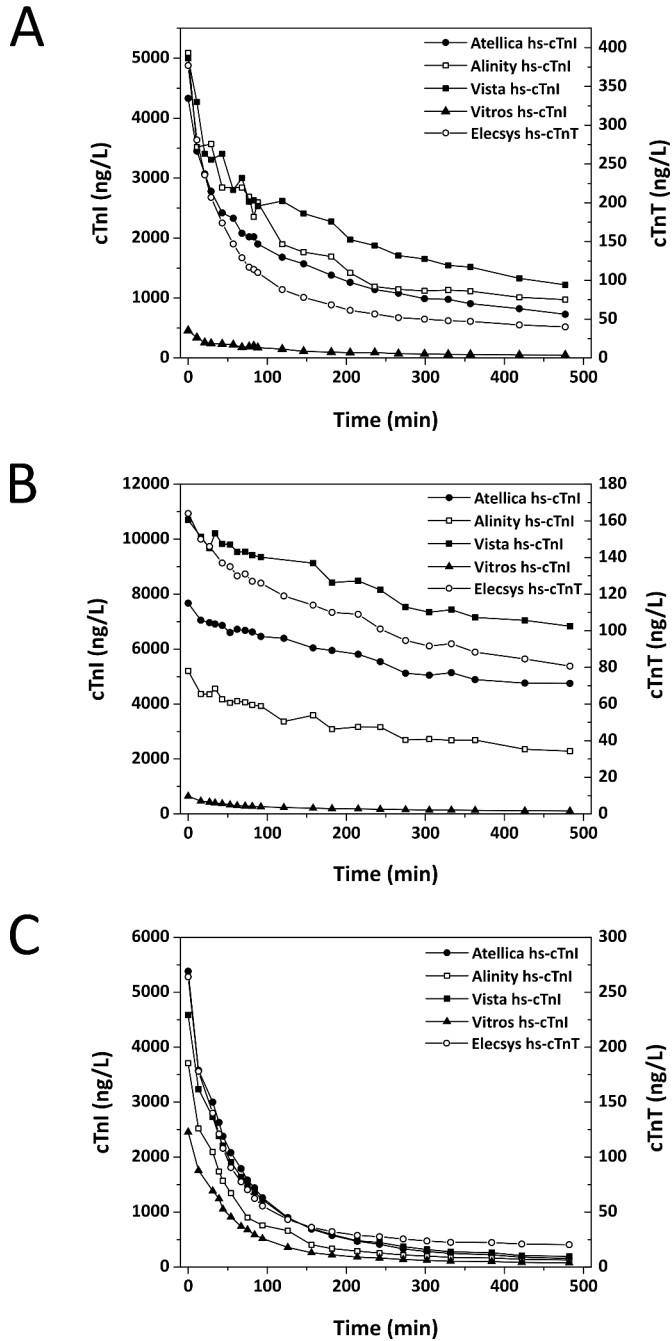 A
Atellica hs-cTnI
Alinity hs-cTnI
Vista hs-cTnI
Vitros hs-cTnI
Elecsys hs-cTnT
cTnI (ng/L)
5000
4000
3000
2000
1000
0
cTnT (ng/L)
400
350
300
250
200
150
100
50
0
0 100 200 300 400 500
Time (min)
B
Atellica hs-cTnI
Alinity hs-cTnI
Vista hs-cTnI
Vitros hs-cTnI
Elecsys hs-cTnT
cTnI (ng/L)
12000
10000
8000
6000
4000
2000
0
cTnT (ng/L)
180
160
140
120
100
80
60
40
20
0
0 100 200 300 400 500
Time (min)
C
Atellica hs-cTnI
Alinity hs-cTnI
Vista hs-cTnI
Vitros hs-cTnI
Elecsys hs-cTnT
cTnI (ng/L)
6000
5000
4000
3000
2000
1000
0
cTnT (ng/L)
300
250
200
150
100
50
0
0 100 200 300 400 500
Time (min)